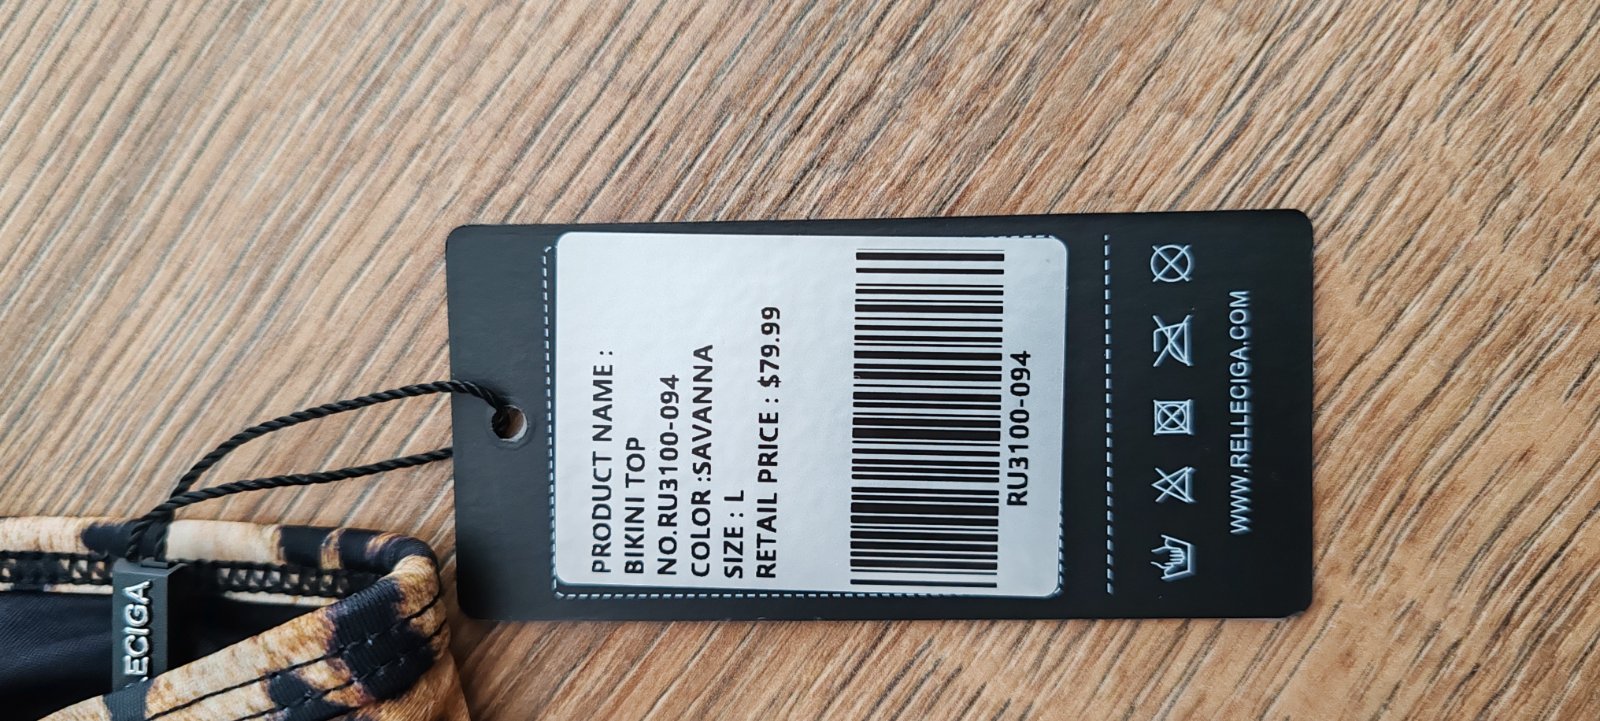 PRODUCT NAME :
BIKINI TOP
NO.RU3100-094
COLOR :SAVANNA
SIZE : L
RETAIL PRICE : $79.99
RU3100-094
WWW.RELLECIGA.COM
ECIGA